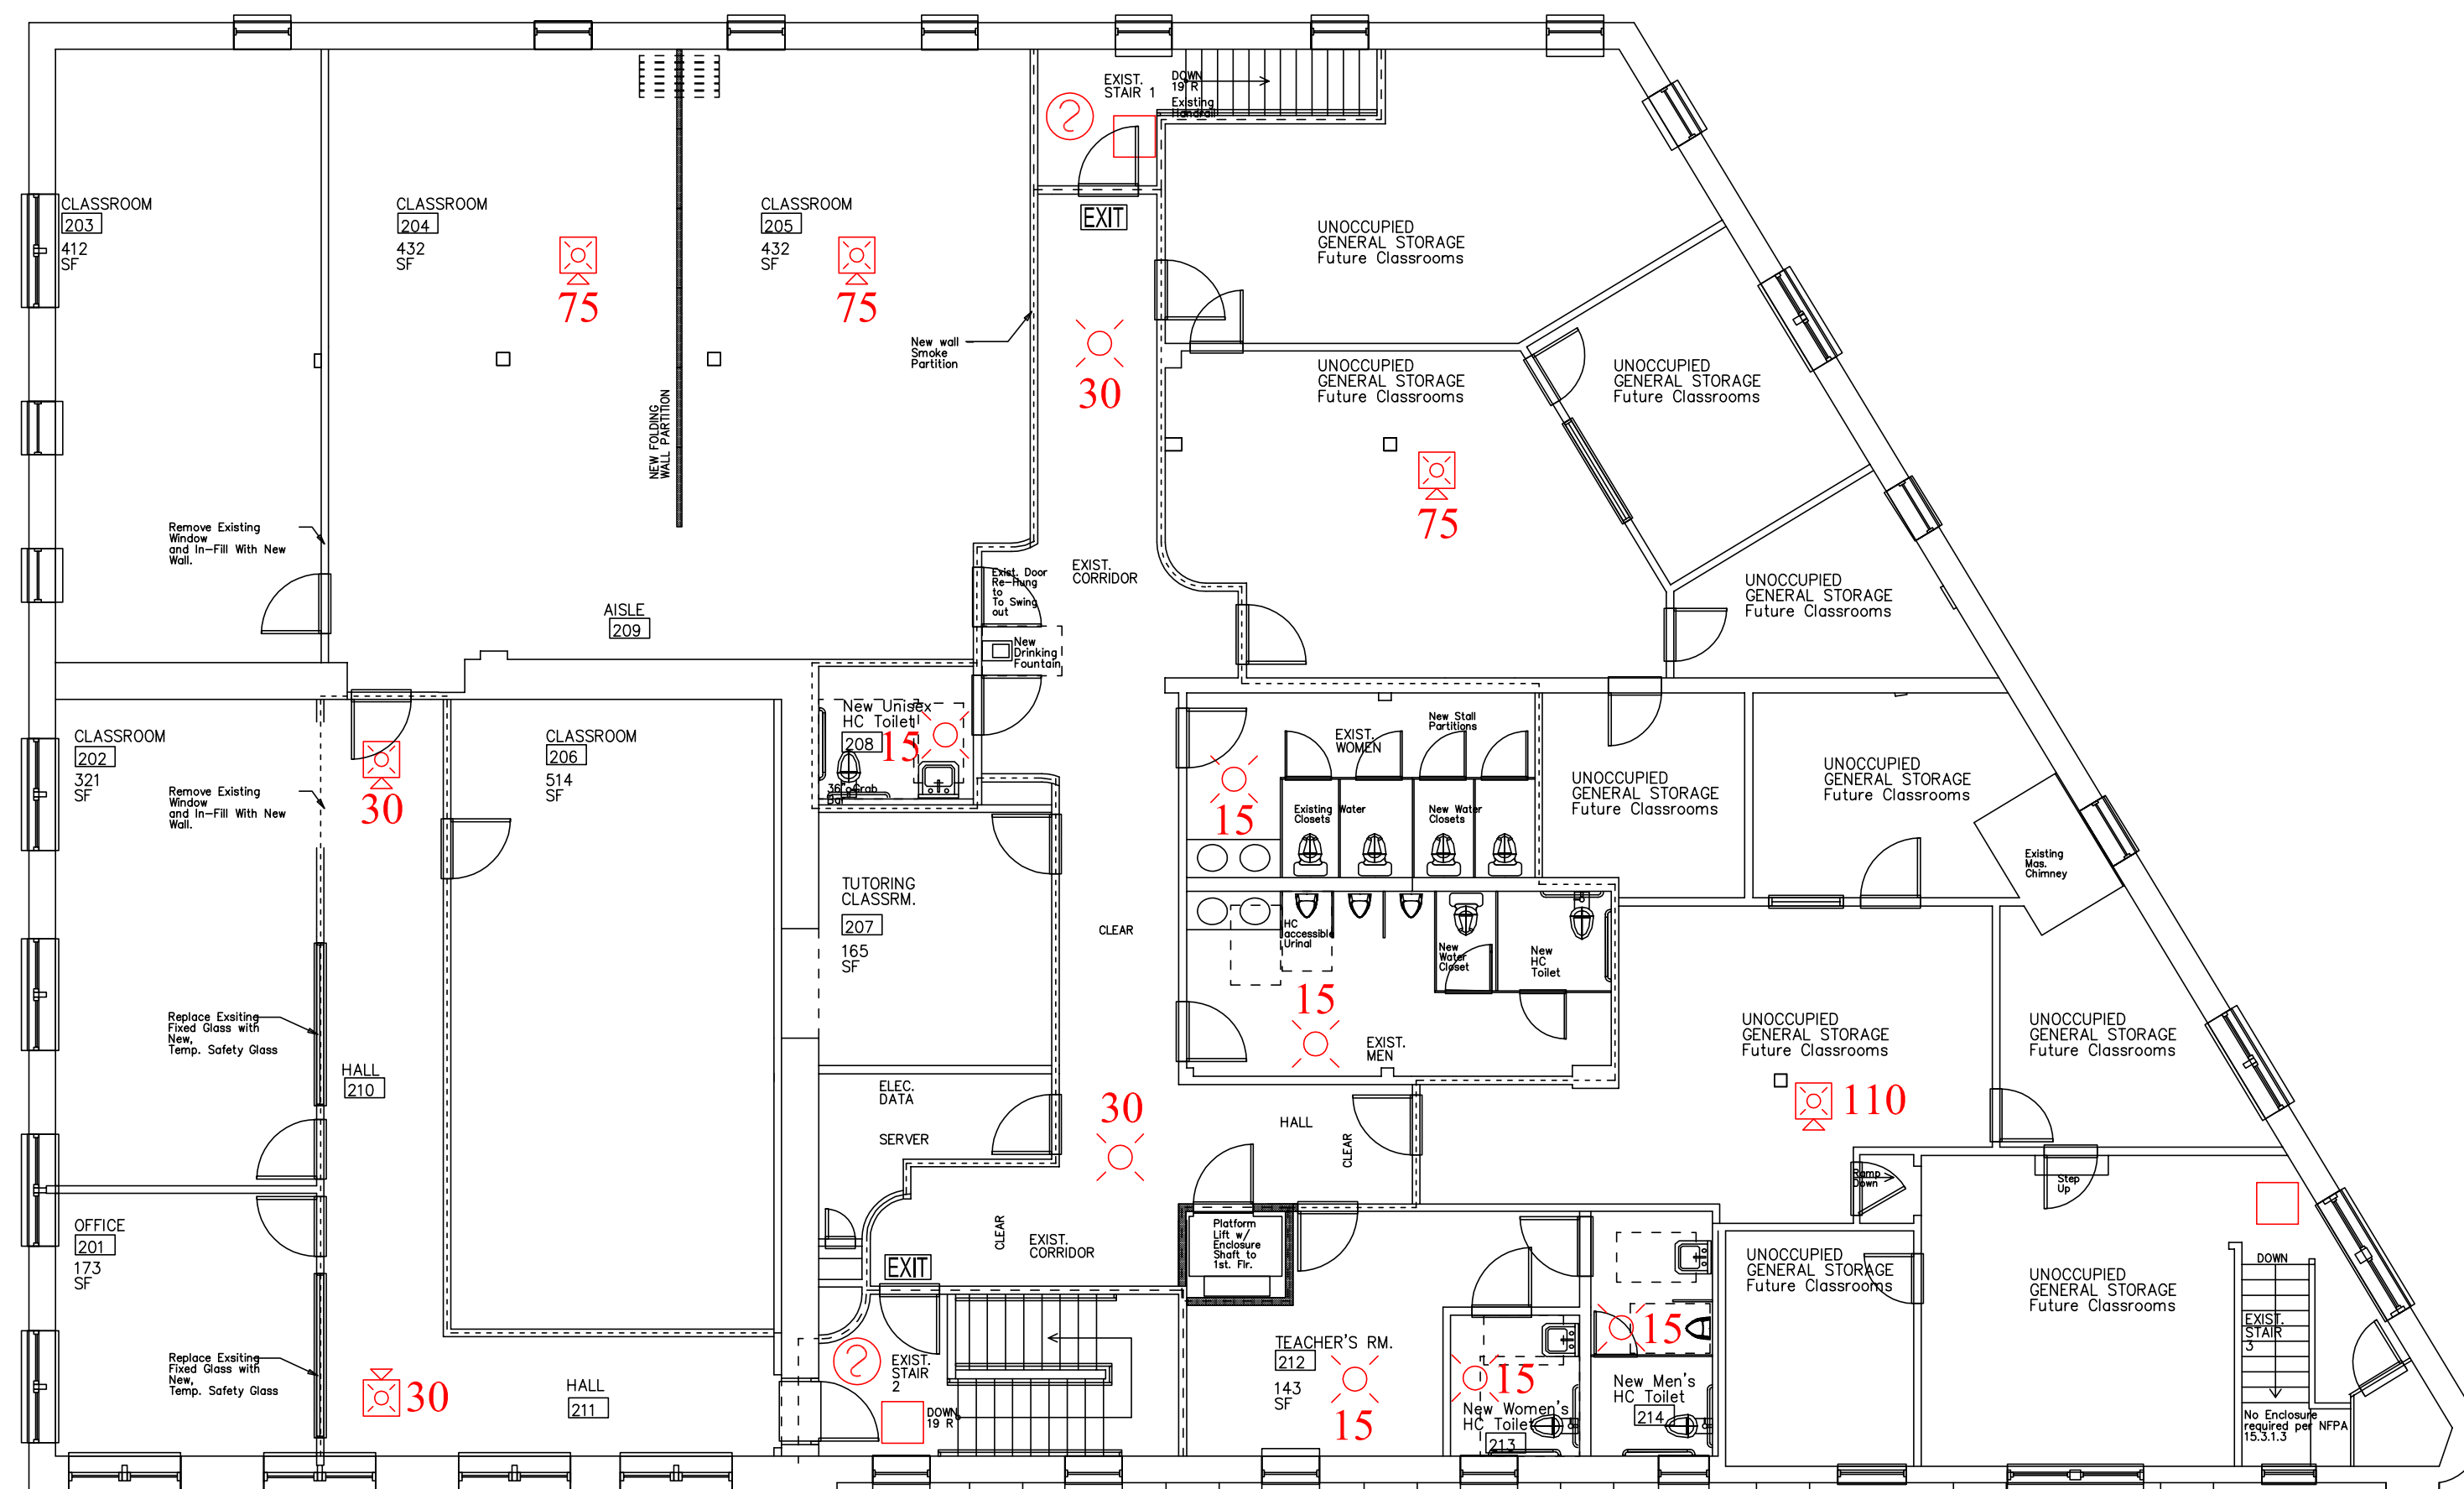 EXIST.
STAIR 1
DOWN
19 R
Existing
Handrail
CLASSROOM
203
412
SF
CLASSROOM
204
432
SF
CLASSROOM
205
432
SF
EXIT
UNOCCUPIED
GENERAL STORAGE
Future Classrooms
75
75
New wall
Smoke
Partition
30
UNOCCUPIED
GENERAL STORAGE
Future Classrooms
UNOCCUPIED
GENERAL STORAGE
Future Classrooms
NEW FOLDING
WALL PARTITION
75
Remove Existing
Window
and In-Fill With New
Wall.
Exist. Door
Re-Hung
to
To Swing
out
EXIST.
CORRIDOR
UNOCCUPIED
GENERAL STORAGE
Future Classrooms
AISLE
209
New
Drinking
Fountain
CLASSROOM
202
321
SF
30
CLASSROOM
206
514
SF
New Unisex
HC Toilet
208
15
36" Grab
Bar
EXIST.
WOMEN
New Stall
Partitions
15
Existing Water
Closets
New Water
Closets
UNOCCUPIED
GENERAL STORAGE
Future Classrooms
UNOCCUPIED
GENERAL STORAGE
Future Classrooms
Remove Existing
Window
and In-Fill With New
Wall.
Existing
Mas.
Chimney
TUTORING
CLASSRM.
207
165
SF
CLEAR
HC
accessible
Urinal
New
Water
Closet
New
HC
Toilet
15
EXIST.
MEN
Replace Exsiting
Fixed Glass with
New,
Temp. Safety Glass
HALL
210
ELEC.
DATA
SERVER
30
HALL
CLEAR
UNOCCUPIED
GENERAL STORAGE
Future Classrooms
110
UNOCCUPIED
GENERAL STORAGE
Future Classrooms
Ramp
Down
Step
Up
OFFICE
201
173
SF
CLEAR
EXIST.
CORRIDOR
EXIT
Platform
Lift w/
Enclosure
Shaft to
1st. Flr.
UNOCCUPIED
GENERAL STORAGE
Future Classrooms
UNOCCUPIED
GENERAL STORAGE
Future Classrooms
DOWN
EXIST.
STAIR
3
Replace Exsiting
Fixed Glass with
New,
Temp. Safety Glass
30
HALL
211
EXIST.
STAIR
2
DOWN
19 R
TEACHER'S RM.
212
143
SF
15
15
New Women's
HC Toilet
213
15
New Men's
HC Toilet
214
No Enclosure
required per NFPA
15.3.1.3